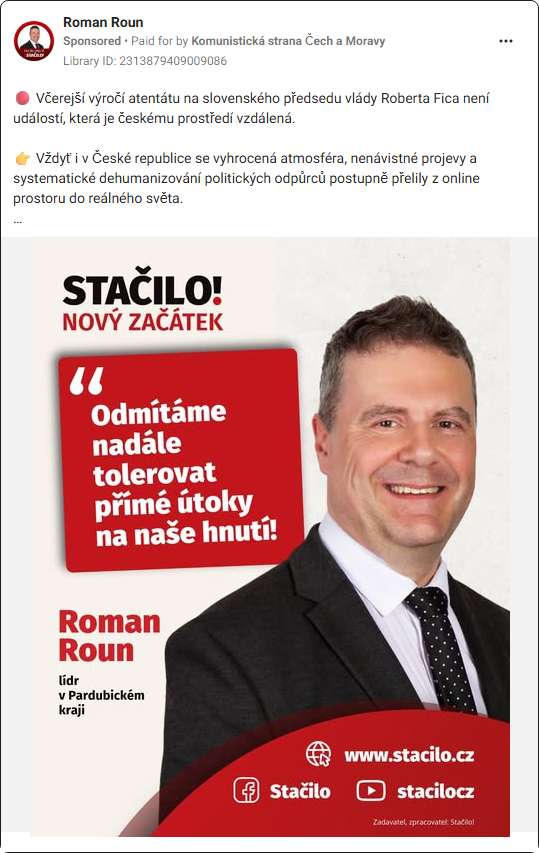 Roman Roun
Sponsored • Paid for by Komunistická strana Čech a Moravy
Library ID: 2313879409009086
Včerejší výročí atentátu na slovenského předsedu vlády Roberta Fica není
událostí, která je českému prostředí vzdálená.
👉 Vždyť i v České republice se vyhrocená atmosféra, nenávistné projevy a
systematické dehumanizování politických odpůrců postupně přelily z online
prostoru do reálného světa.
...
STAČILO!
NOVÝ ZAČÁTEK
“
Odmítáme
nadále
tolerovat
přímé útoky
na naše hnutí!
Roman
Roun
lídr
v Pardubickém
kraji
www.stacilo.cz
Stačilo
stacilocz
Zadavatel, zpracovatel: Stačilo!